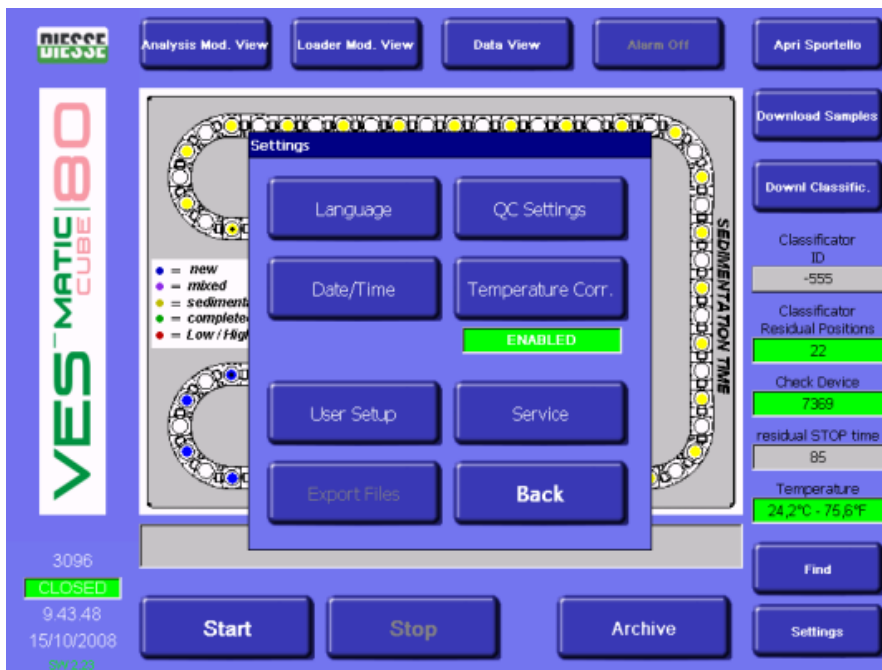 DIESSE
Analysis Mod. View
Loader Mod. View
Data View
Alarm Off
Apri Sportello
VES-MATIC CUBE 80
Download Samples
Downl Classific.
Classificator
ID
-555
Classificator
Residual Positions
22
Check Device
7369
residual STOP time
85
Temperature
24,2°C - 75,6°F
Find
Settings
SEDIMENTATION TIME
= new
= mixed
= sedimenta
= complete
= Low / High
Settings
Language
QC Settings
Date/Time
Temperature Corr.
ENABLED
User Setup
Service
Export Files
Back
3096
CLOSED
9.43.48
15/10/2008
Start
Stop
Archive